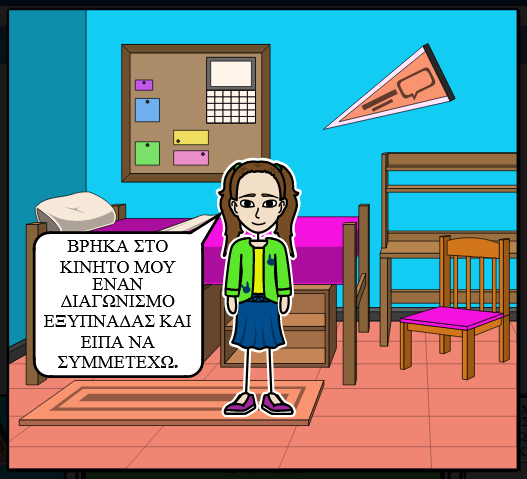 ΒΡΗΚΑ ΣΤΟ
ΚΙΝΗΤΟ ΜΟΥ
ΕΝΑΝ
ΔΙΑΓΩΝΙΣΜΟ
ΕΞΥΠΝΑΔΑΣ ΚΑΙ
ΕΙΠΑ ΝΑ
ΣΥΜΜΕΤΕΧΩ.